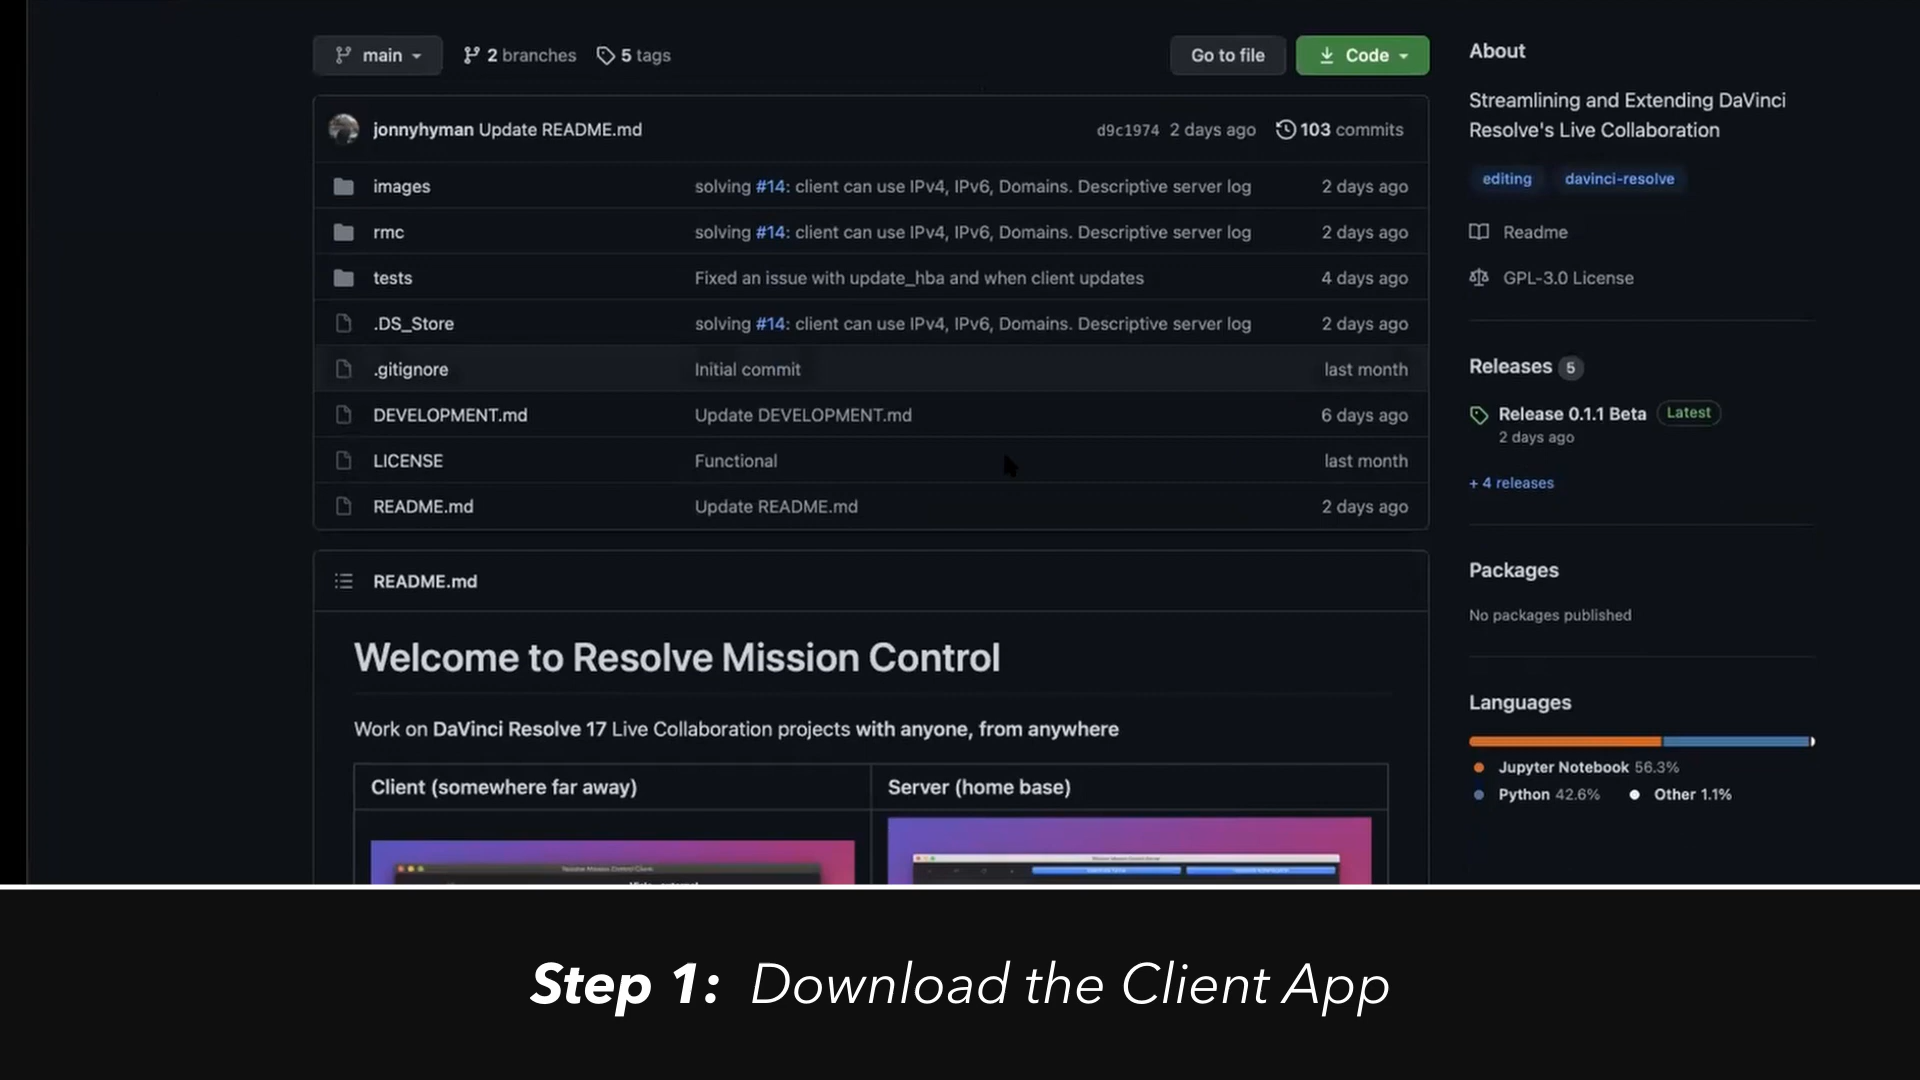 main 2 branches 5 tags Go to file Code
jonnyhyman Update README.md d9c1974 2 days ago 103 commits
images solving #14: client can use IPv4, IPv6, Domains. Descriptive server log 2 days ago
rmc solving #14: client can use IPv4, IPv6, Domains. Descriptive server log 2 days ago
tests Fixed an issue with update_hba and when client updates 4 days ago
.DS_Store solving #14: client can use IPv4, IPv6, Domains. Descriptive server log 2 days ago
.gitignore Initial commit last month
DEVELOPMENT.md Update DEVELOPMENT.md 6 days ago
LICENSE Functional last month
README.md Update README.md 2 days ago
README.md
Welcome to Resolve Mission Control
Work on DaVinci Resolve 17 Live Collaboration projects with anyone, from anywhere
Client (somewhere far away) Server (home base)
About
Streamlining and Extending DaVinci
Resolve's Live Collaboration
editing davinci-resolve
Readme
GPL-3.0 License
Releases 5
Release 0.1.1 Beta Latest
2 days ago
+ 4 releases
Packages
No packages published
Languages
Jupyter Notebook 56.3%
Python 42.6% Other 1.1%
Step 1: Download the Client App